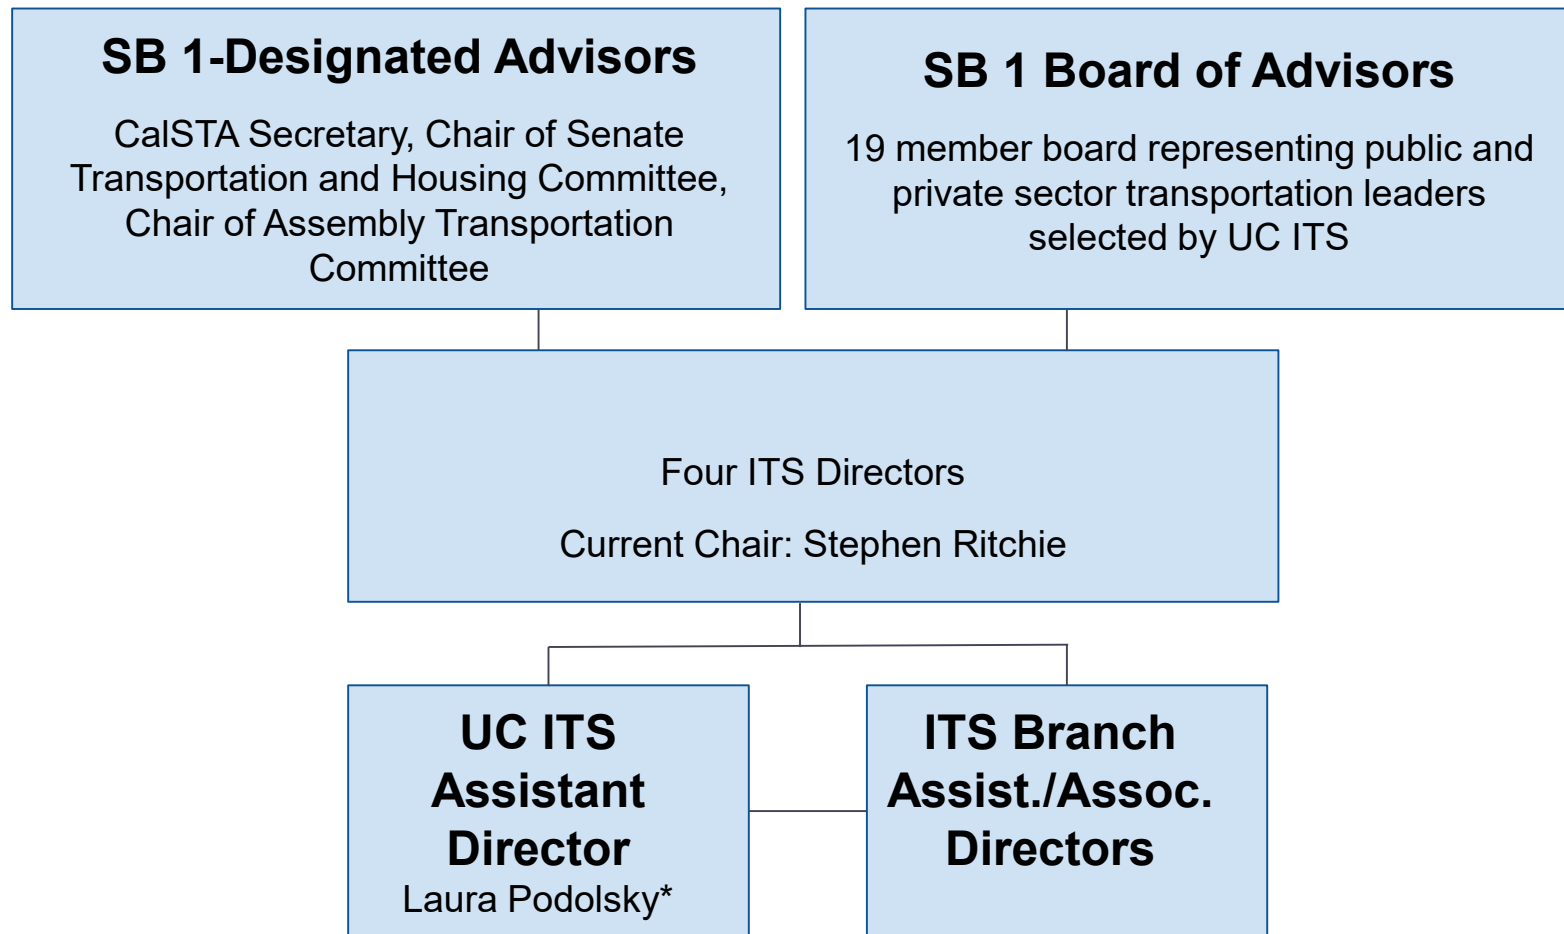 SB 1-Designated Advisors
CalSTA Secretary, Chair of Senate
Transportation and Housing Committee,
Chair of Assembly Transportation
Committee
SB 1 Board of Advisors
19 member board representing public and
private sector transportation leaders
selected by UC ITS
Four ITS Directors
Current Chair: Stephen Ritchie
UC ITS
Assistant
Director
Laura Podolsky*
ITS Branch
Assist./Assoc.
Directors